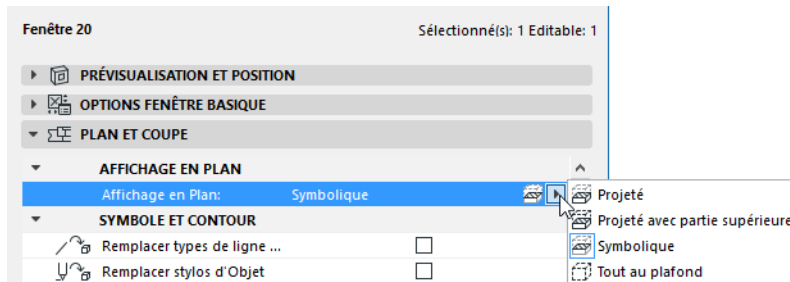 Fenêtre 20 Sélectionné(s): 1 Editable: 1
PRÉVISUALISATION ET POSITION
OPTIONS FENÊTRE BASIQUE
PLAN ET COUPE
AFFICHAGE EN PLAN
Affichage en Plan: Symbolique
Projeté
Projeté avec partie supérieure
SYMBOLE ET CONTOUR
Symbolique
Remplacer types de ligne ...
Remplacer stylos d'Objet
Tout au plafond